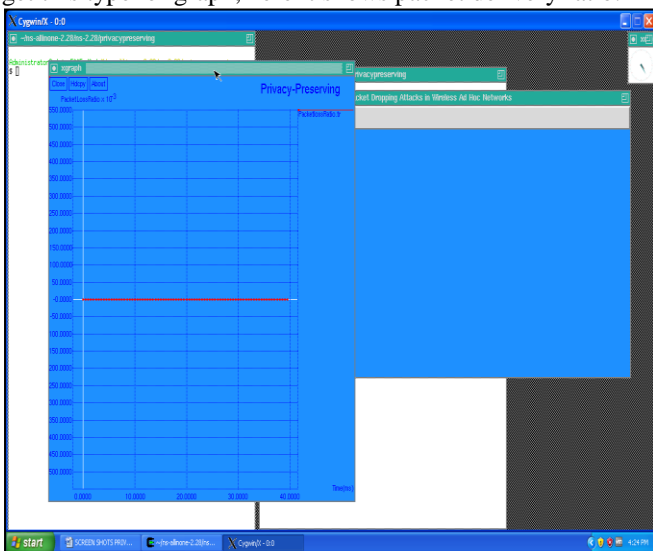 Cygwin/X - 0:0
~/ns-allinone-2.28/ns-2.28/privacypreserving
$
xgraph
Close Hdcpy About
Privacy-Preserving
PacketLossRatio x 10-3
PacketLossRatio.tr
550.0000
500.0000
450.0000
400.0000
350.0000
300.0000
250.0000
200.0000
150.0000
100.0000
50.0000
-0.0000
-50.0000
100.0000
150.0000
200.0000
250.0000
300.0000
350.0000
400.0000
450.0000
500.0000
Time(ms)
0.0000 10.0000 20.0000 30.0000 40.0000
rivacypreserving
cket Dropping Attacks in Wireless Ad Hoc Networks
start
SCREEN SHOTS PRIV...
~/ns-allinone-2.28/ns...
Cygwin/X - 0:0
4:24 PM